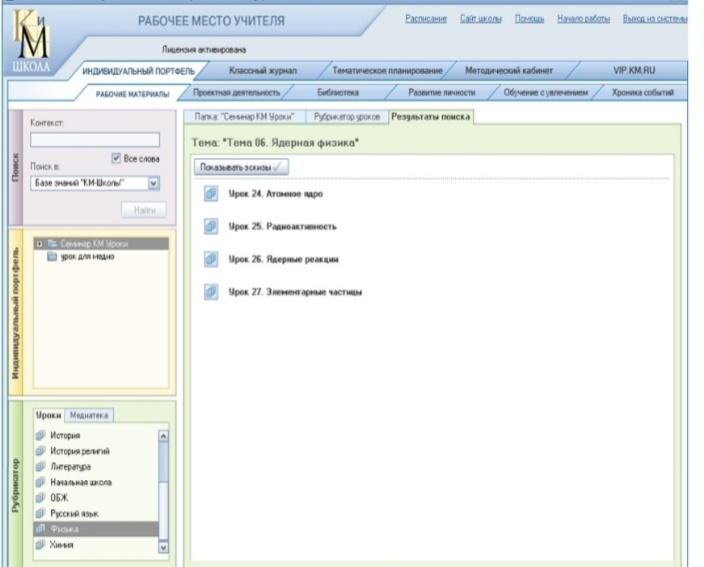 КиМ
ШКОЛА
РАБОЧЕЕ МЕСТО УЧИТЕЛЯ
Расписание Сайт школы Помощь Начало работы Выход из системы
Лицензия активирована
ИНДИВИДУАЛЬНЫЙ ПОРТФЕЛЬ Классный журнал Тематическое планирование Методический кабинет VIP.KM.RU
РАБОЧИЕ МАТЕРИАЛЫ Проектная деятельность Библиотека Развитие личности Обучение с увлечением Хроника событий
Поиск
Контекст:
Все слова
Поиск в:
Базе знаний "КМ-Школы"
Найти
Индивидуальный портфель
Семинар КМ Уроки
урок для медио
Рубрикатор
Уроки Медиатека
История
История религий
Литература
Начальная школа
ОБЖ
Русский язык
Физика
Химия
Папка: "Семинар КМ Уроки" Рубрикатор уроков Результаты поиска
Тема: "Тема 06. Ядерная физика"
Показывать эскизы
Урок 24. Атомное ядро
Урок 25. Радиоактивность
Урок 26. Ядерные реакции
Урок 27. Элементарные частицы